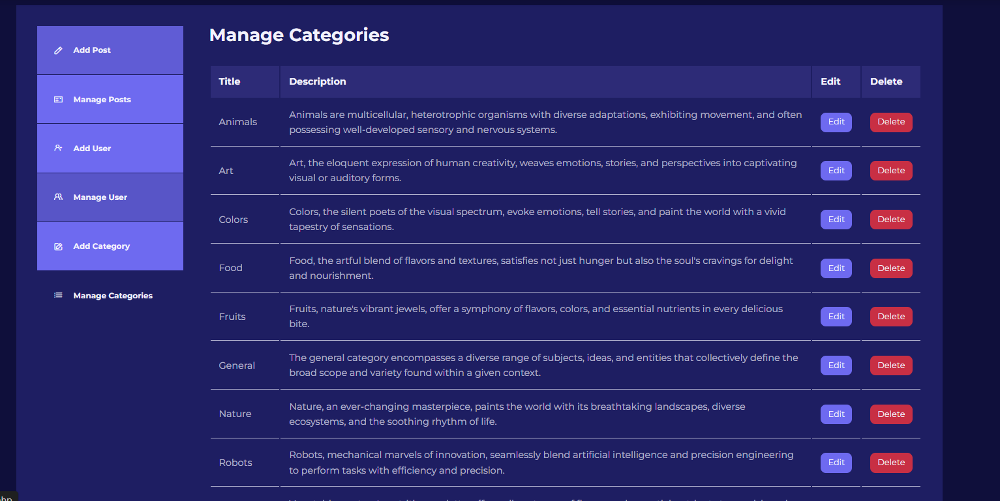 Manage Categories
Add Post
Manage Posts
Add User
Manage User
Add Category
Manage Categories
Title Description Edit Delete
Animals Animals are multicellular, heterotrophic organisms with diverse adaptations, exhibiting movement, and often
possessing well-developed sensory and nervous systems. Edit Delete
Art Art, the eloquent expression of human creativity, weaves emotions, stories, and perspectives into captivating
visual or auditory forms. Edit Delete
Colors Colors, the silent poets of the visual spectrum, evoke emotions, tell stories, and paint the world with a vivid
tapestry of sensations. Edit Delete
Food Food, the artful blend of flavors and textures, satisfies not just hunger but also the soul's cravings for delight
and nourishment. Edit Delete
Fruits Fruits, nature's vibrant jewels, offer a symphony of flavors, colors, and essential nutrients in every delicious
bite. Edit Delete
General The general category encompasses a diverse range of subjects, ideas, and entities that collectively define the
broad scope and variety found within a given context. Edit Delete
Nature Nature, an ever-changing masterpiece, paints the world with its breathtaking landscapes, diverse
ecosystems, and the soothing rhythm of life. Edit Delete
Robots Robots, mechanical marvels of innovation, seamlessly blend artificial intelligence and precision engineering
to perform tasks with efficiency and precision. Edit Delete